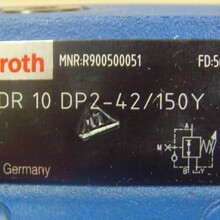 roth MNR:R900500051 FD:5
DR 10 DP2-42/150Y
A
M
B Y
Germany